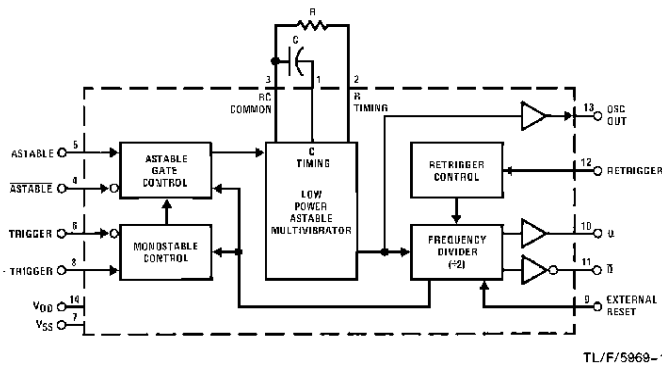 R
C
3
1
2
RC
COMMON
R
TIMING
13
OSC
OUT
ASTABLE
5
ASTABLE
4
ASTABLE
GATE
CONTROL
C
TIMING
LOW
POWER
ASTABLE
MULTIVIBRATOR
RETRIGGER
CONTROL
12
RETRIGGER
TRIGGER
6
- TRIGGER
8
MONOSTABLE
CONTROL
FREQUENCY
DIVIDER
(÷2)
10
Q
11
Q
VDD
14
VSS
7
9
EXTERNAL
RESET
TL/F/5969-1